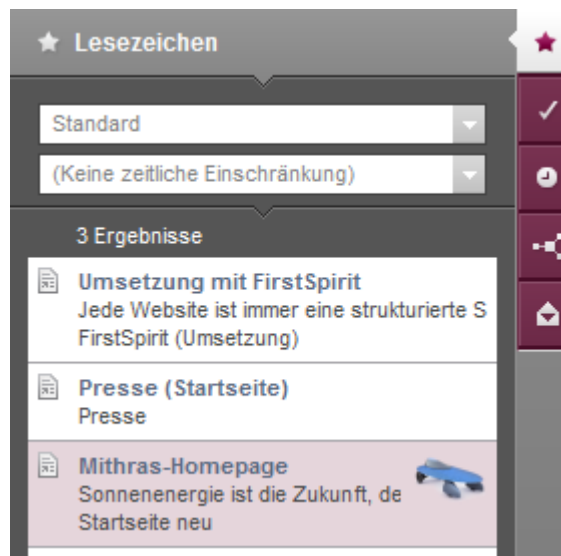 Lesezeichen
Standard
(Keine zeitliche Einschränkung)
3 Ergebnisse
Umsetzung mit FirstSpirit
Jede Website ist immer eine strukturierte S
FirstSpirit (Umsetzung)
Presse (Startseite)
Presse
Mithras-Homepage
Sonnenenergie ist die Zukunft, de
Startseite neu